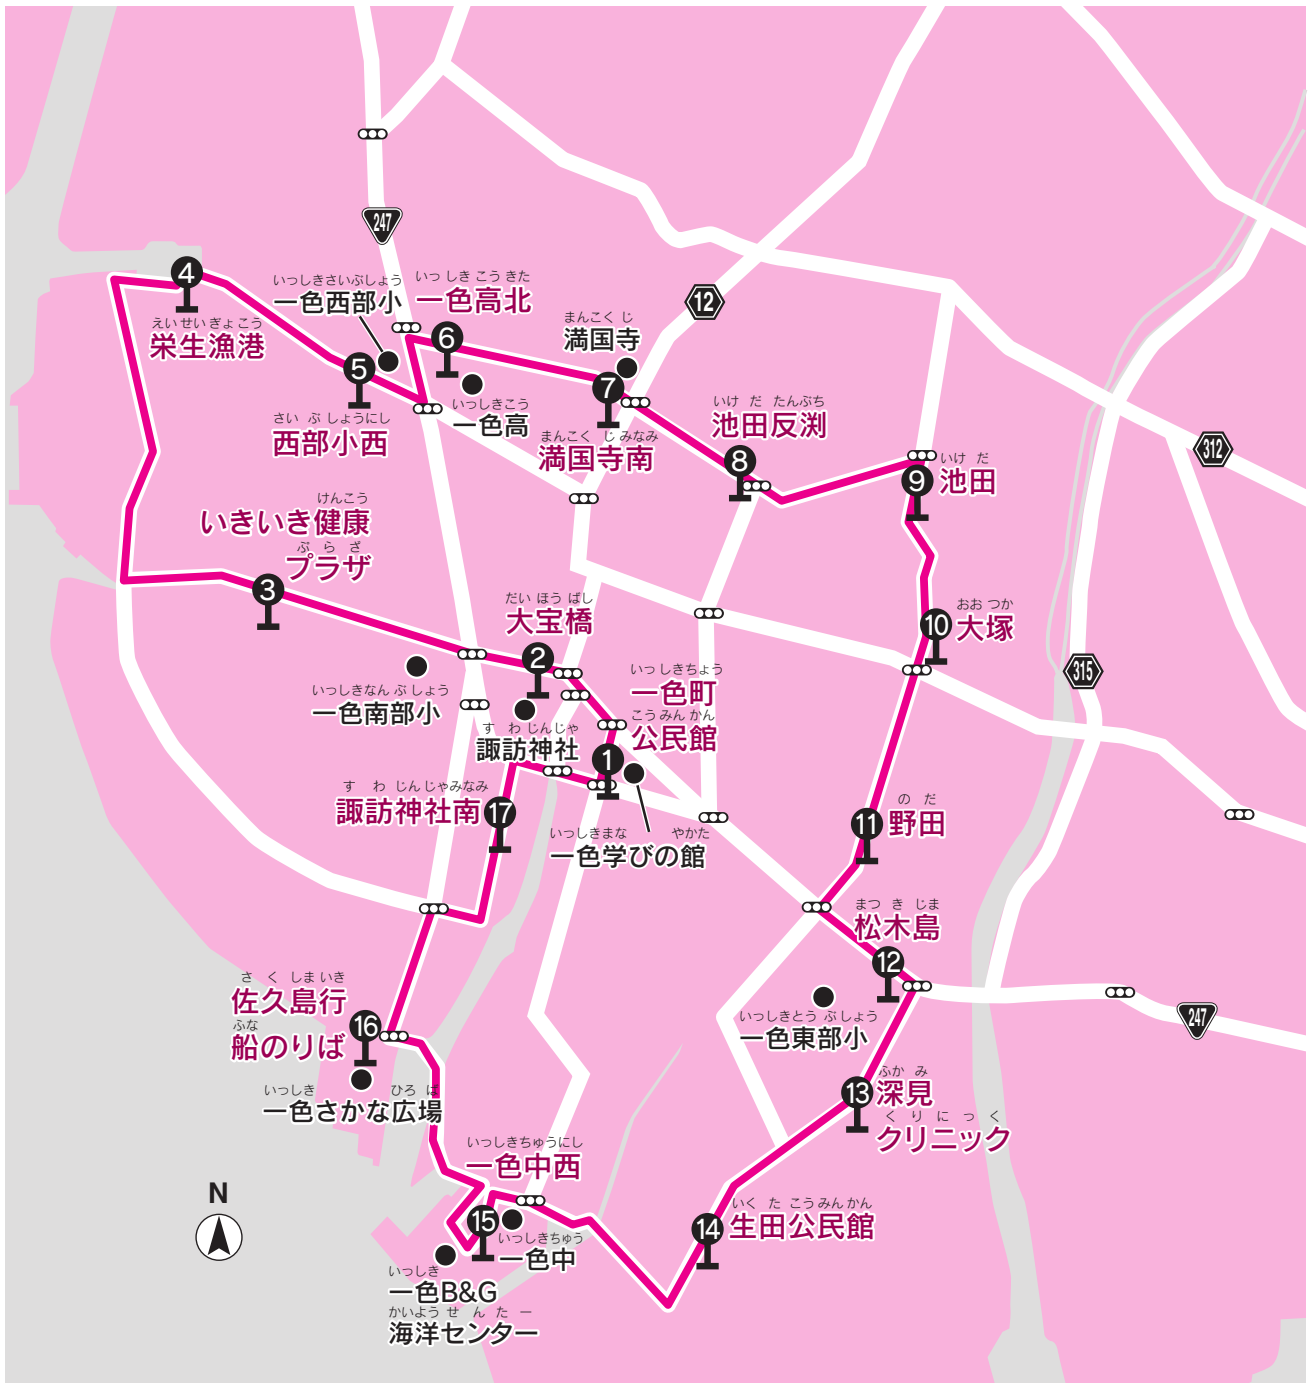 247
12
312
315
247
4
えいせいぎょこう
栄生漁港
いっしきさいぶしょう
一色西部小
いっしきこうきた
一色高北
6
5
さいぶしょうにし
西部小西
いっしきこう
一色高
まんこくじ
満国寺
7
まんこくじみなみ
満国寺南
いけだたんぶち
池田反渕
8
いけだ
池田
9
けんこう
いきいき健康
ぷらざ
プラザ
3
だいほうばし
大宝橋
2
おおつか
大塚
10
いっしきちょう
一色町
こうみんかん
公民館
1
いっしきなんぶしょう
一色南部小
すわじんじゃ
諏訪神社
すわじんじゃみなみ
諏訪神社南
17
いっしきまなびのやかた
一色学びの館
のだ
野田
11
まつきじま
松木島
12
いっしきとうぶしょう
一色東部小
さくしまいき
佐久島行
ふな
船のりば
16
いっしき ひろば
一色さかな広場
ふかみ
深見
くりにっく
クリニック
13
いっしきちゅうにし
一色中西
15
いっしきちゅう
一色中
いくたこうみんかん
生田公民館
14
いっしき
一色B&G
かいようせんたー
海洋センター
N